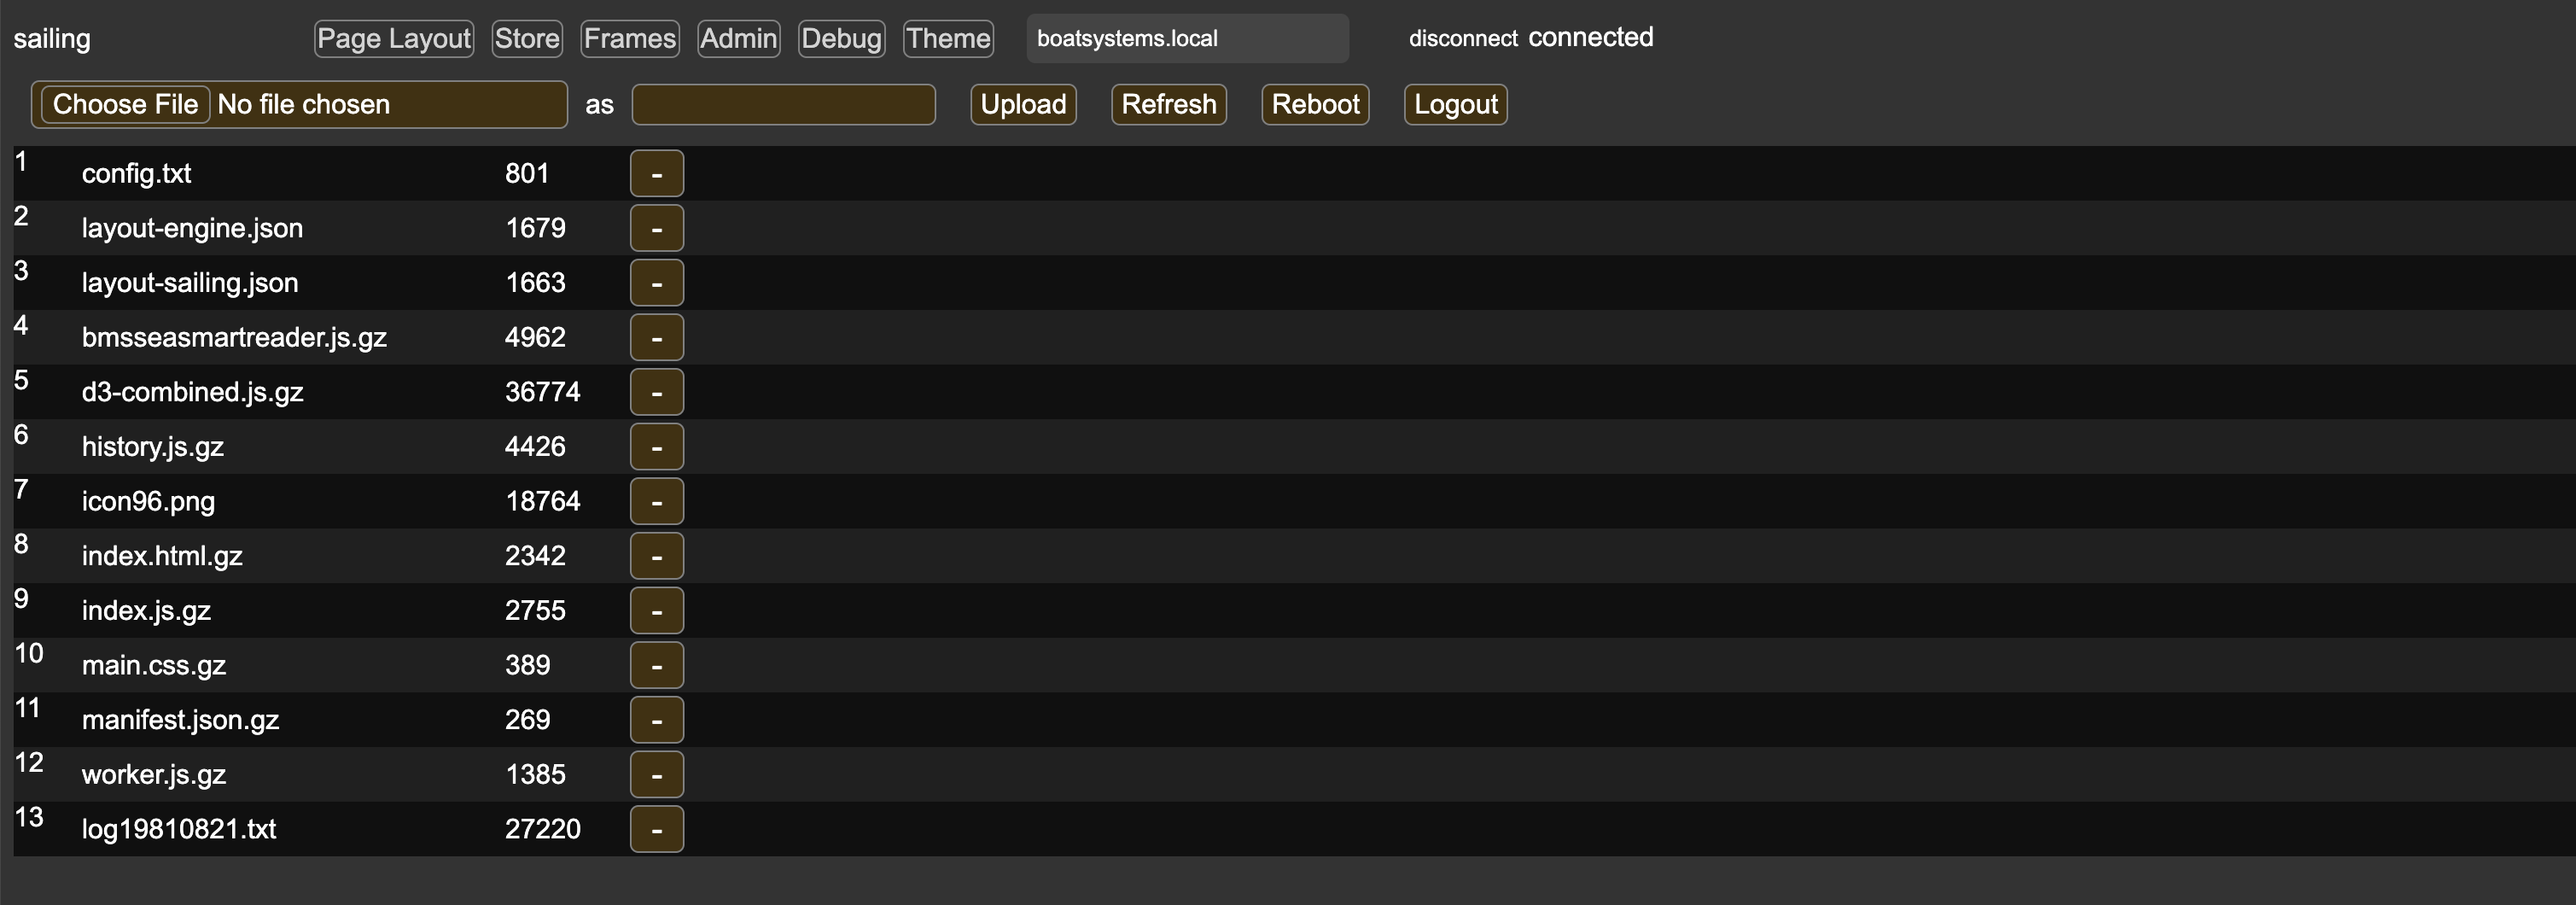 sailing Page Layout Store Frames Admin Debug Theme boatsystems.local disconnect connected
Choose File No file chosen as Upload Refresh Reboot Logout
1 config.txt 801 -
2 layout-engine.json 1679 -
3 layout-sailing.json 1663 -
4 bmsseasmartreader.js.gz 4962 -
5 d3-combined.js.gz 36774 -
6 history.js.gz 4426 -
7 icon96.png 18764 -
8 index.html.gz 2342 -
9 index.js.gz 2755 -
10 main.css.gz 389 -
11 manifest.json.gz 269 -
12 worker.js.gz 1385 -
13 log19810821.txt 27220 -